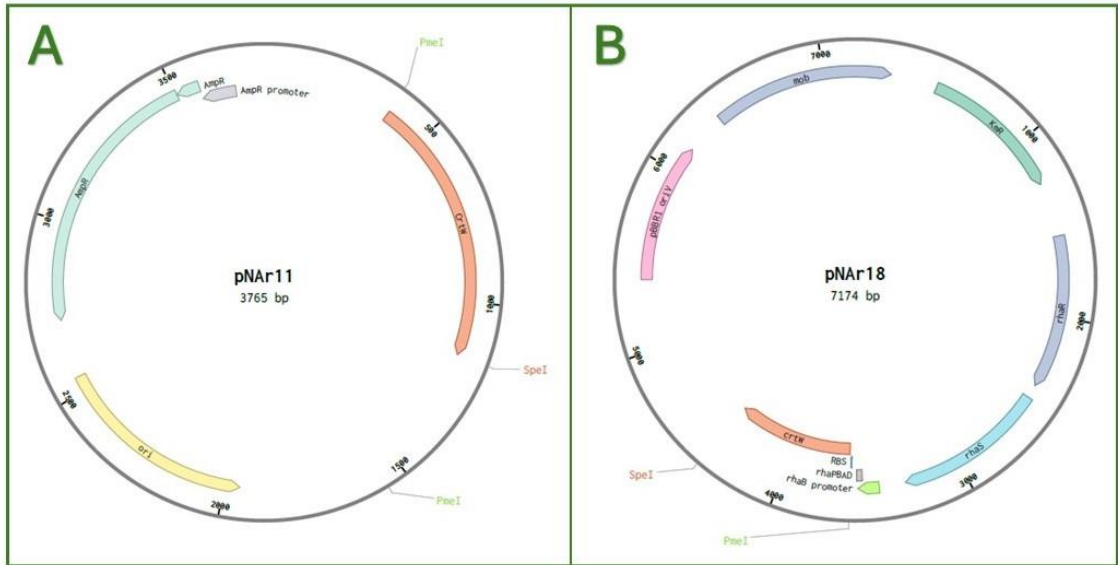 A
PmeI
3500
AmpR
AmpR promoter
500
AmpR
CrtW
3000
pNAr11
3765 bp
1000
SpeI
2500
ori
1500
PmeI
2000
B
7000
mob
KmR
1000
6000
pBBR1 oriV
pNAr18
7174 bp
rhaR
2000
5000
crtW
rhaS
RBS
SpeI
rhaPBAD
rhaB promoter
3000
4000
PmeI